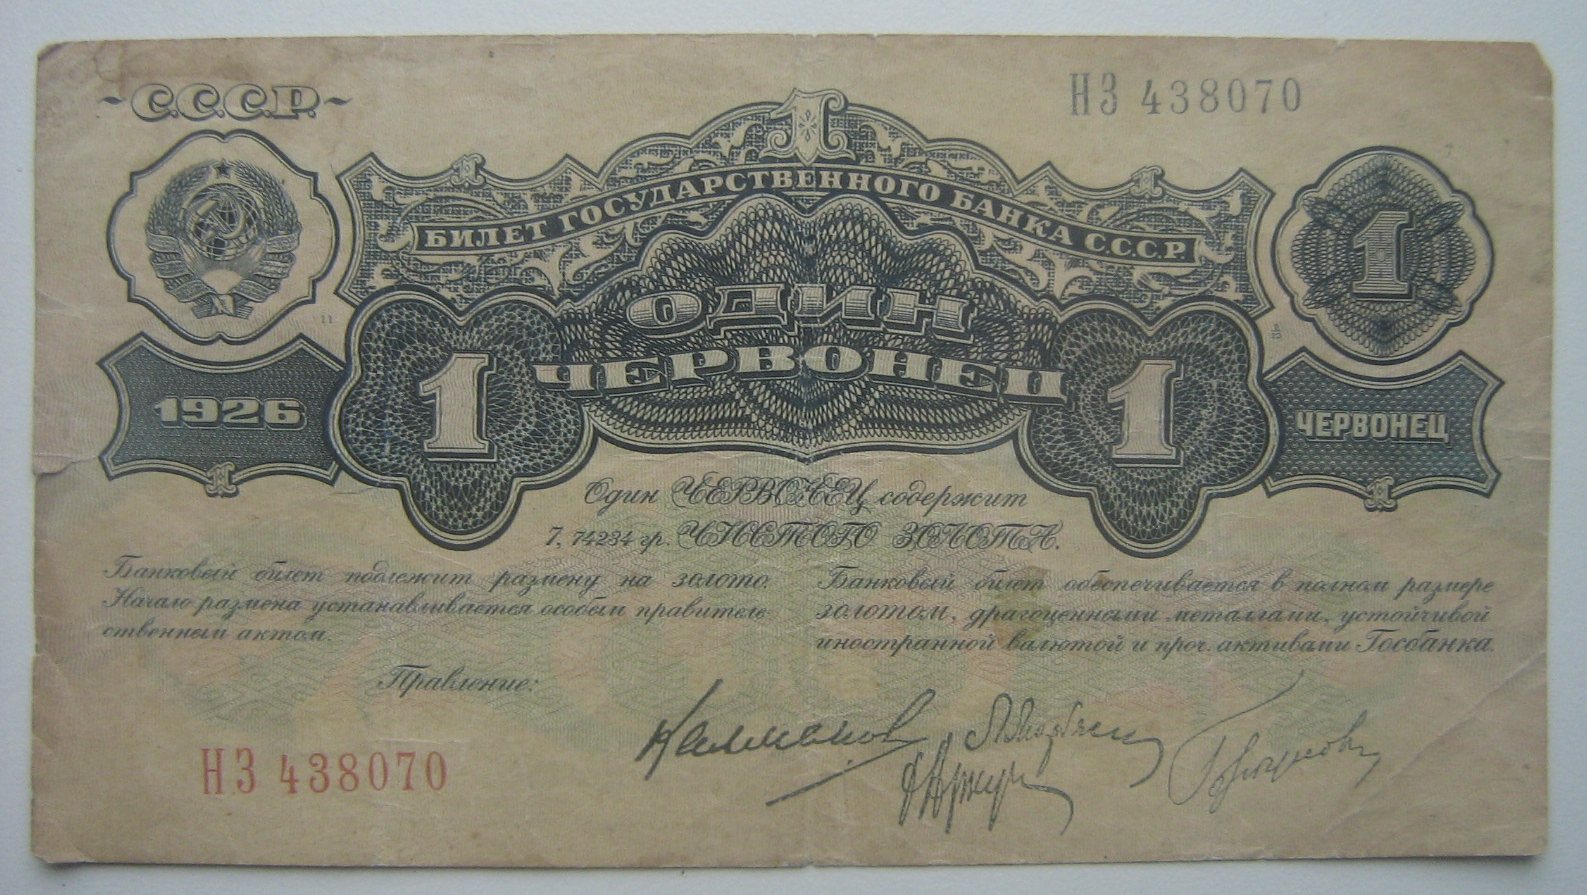 С.С.С.Р.
НЗ 438070
1
БИЛЕТ ГОСУДАРСТВЕННОГО БАНКА С.С.С.Р.
1
ОДИН
ЧЕРВОНЕЦ
11
1926
1
1
ЧЕРВОНЕЦ
Один ЧЕРВОНЕЦ содержит
7,74234 гр. ЧИСТОГО ЗОЛОТА.
Банковый билет подлежит размену на золото.
Начало размена устанавливается особым правитель-
ственным актом.
Банковый билет обеспечивается в полном размере
золотом, драгоценными металлами, устойчивой
иностранной валютой и проч. активами Госбанка.
Правление:
НЗ 438070